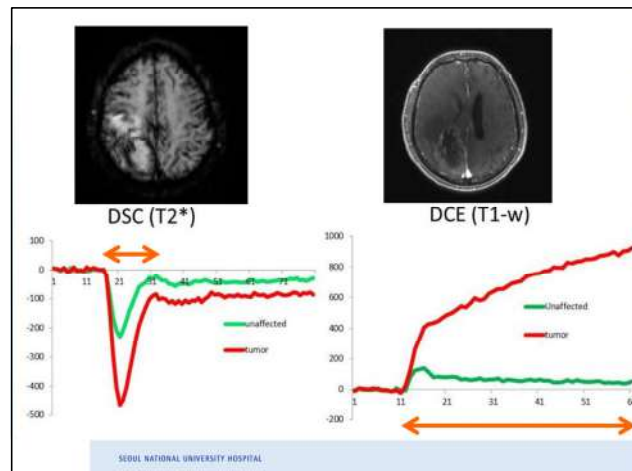 DSC (T2*)
DCE (T1-w)
100
0
-100
-200
-300
-400
-500
1 11 21 31 41 51 61 71
unaffected
tumor
1000
800
600
400
200
0
-200
1 11 21 31 41 51 6
Unaffected
tumor
SEOUL NATIONAL UNIVERSITY HOSPITAL